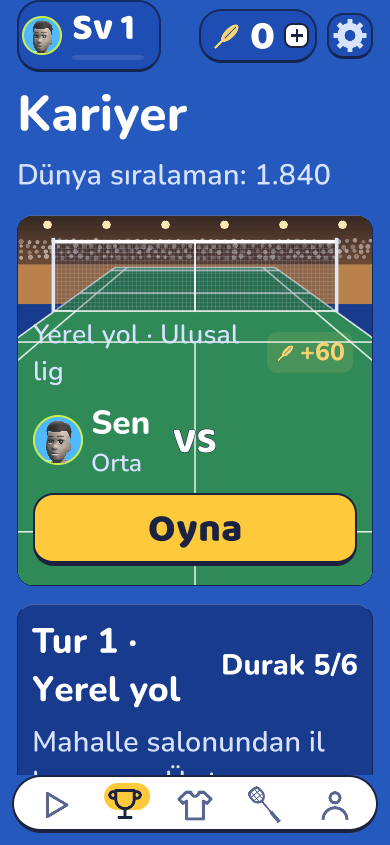 Sv 1
0
Kariyer
Dünya sıralaman: 1.840
Yerel yol · Ulusal
lig
+60
Sen
Orta
VS
Oyna
Tur 1 ·
Yerel yol
Durak 5/6
Mahalle salonundan il